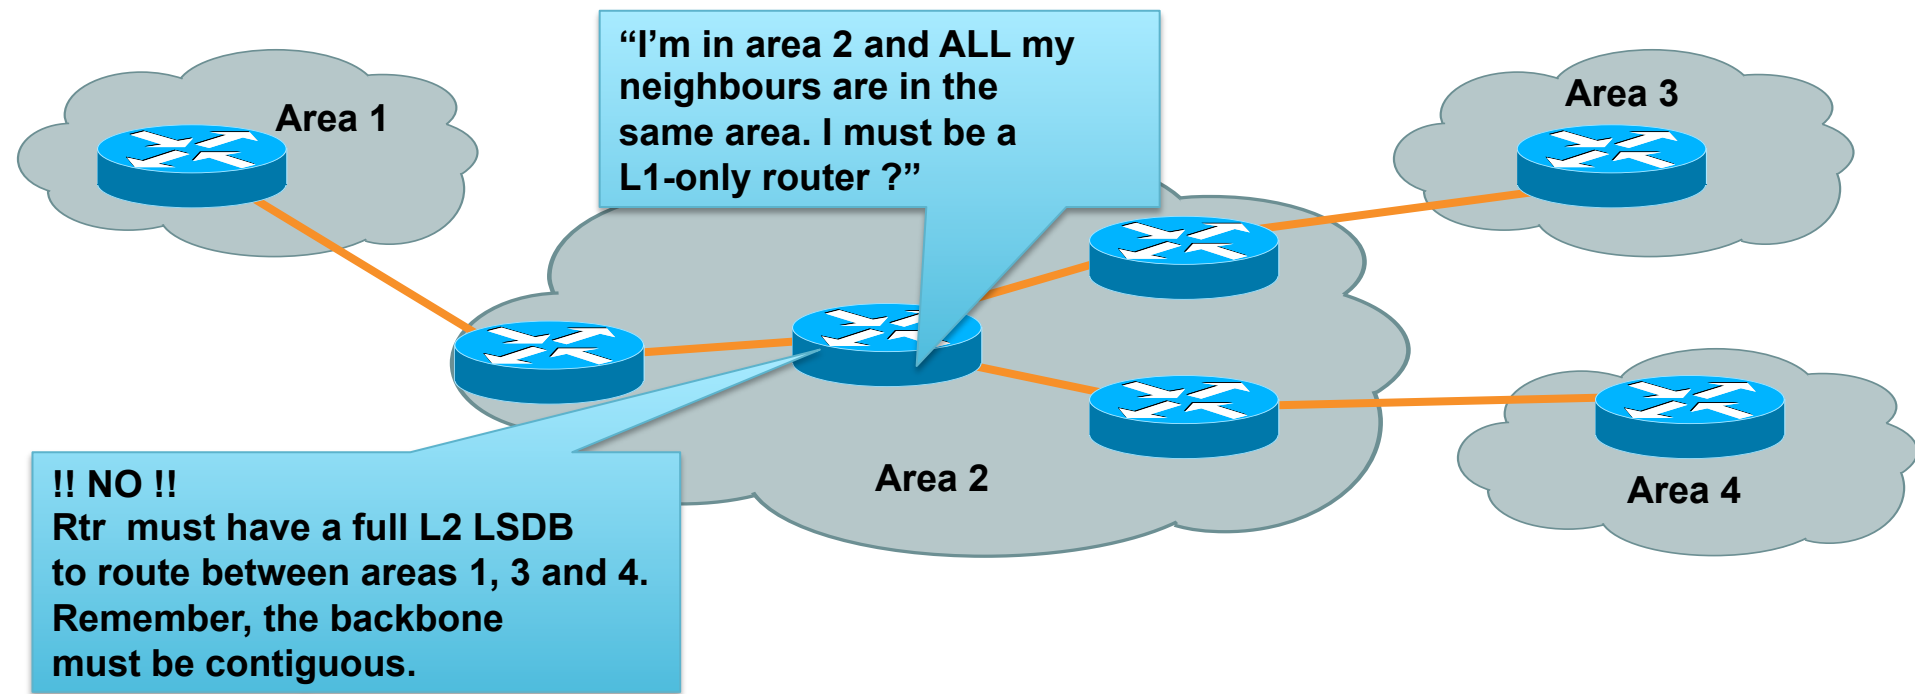 Area 1
“I’m in area 2 and ALL my
neighbours are in the
same area. I must be a
L1-only router ?”
Area 3
!! NO !!
Rtr  must have a full L2 LSDB
to route between areas 1, 3 and 4.
Remember, the backbone
must be contiguous.
Area 2
Area 4